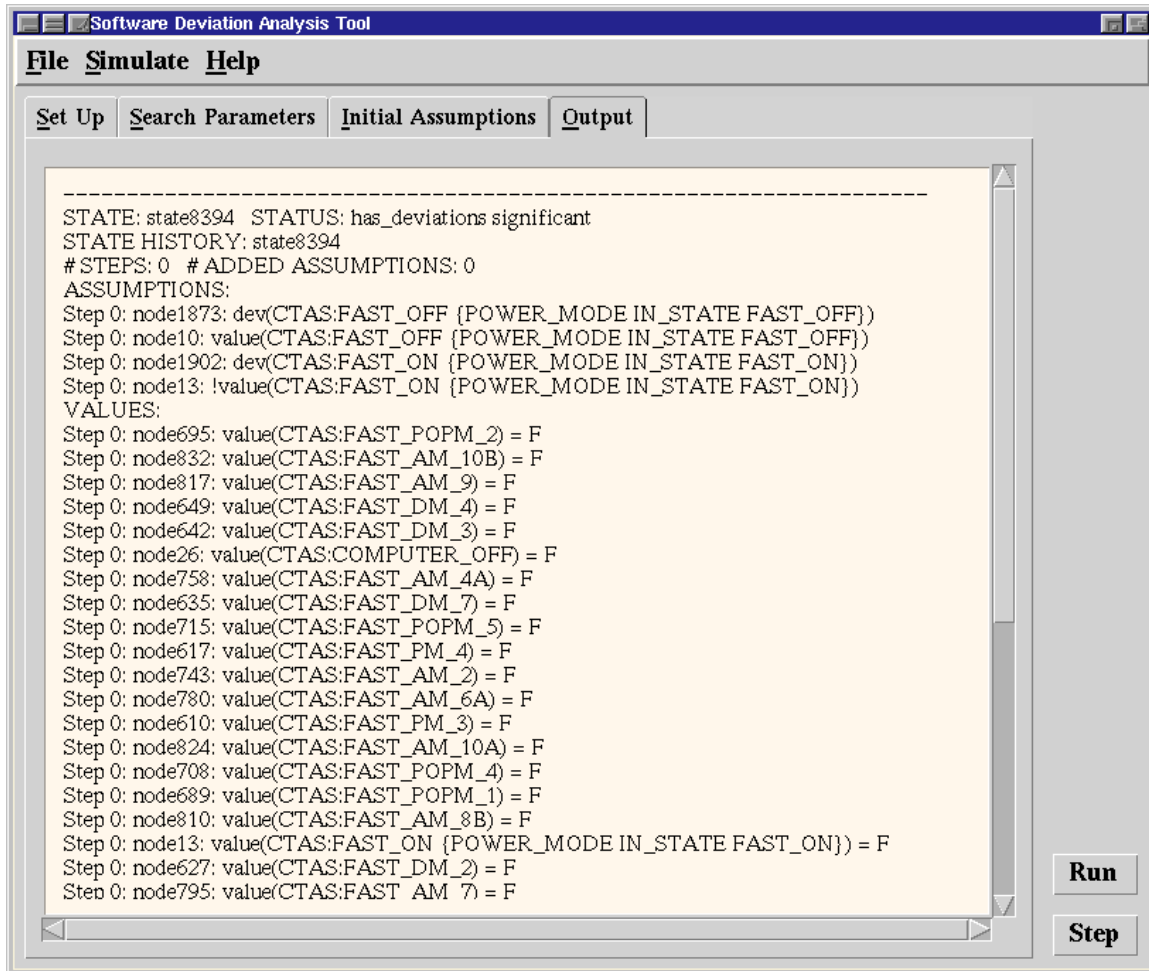 Software Deviation Analysis Tool
File Simulate Help
Set Up Search Parameters Initial Assumptions Output
STATE: state8394 STATUS: has_deviations significant
STATE HISTORY: state8394
# STEPS: 0 # ADDED ASSUMPTIONS: 0
ASSUMPTIONS:
Step 0: node1873: dev(CTAS:FAST_OFF {POWER_MODE IN_STATE FAST_OFF})
Step 0: node10: value(CTAS:FAST_OFF {POWER_MODE IN_STATE FAST_OFF})
Step 0: node1902: dev(CTAS:FAST_ON {POWER_MODE IN_STATE FAST_ON})
Step 0: node13: !value(CTAS:FAST_ON {POWER_MODE IN_STATE FAST_ON})
VALUES:
Step 0: node695: value(CTAS:FAST_POPM_2) = F
Step 0: node832: value(CTAS:FAST_AM_10B) = F
Step 0: node817: value(CTAS:FAST_AM_9) = F
Step 0: node649: value(CTAS:FAST_DM_4) = F
Step 0: node642: value(CTAS:FAST_DM_3) = F
Step 0: node26: value(CTAS:COMPUTER_OFF) = F
Step 0: node758: value(CTAS:FAST_AM_4A) = F
Step 0: node635: value(CTAS:FAST_DM_7) = F
Step 0: node715: value(CTAS:FAST_POPM_5) = F
Step 0: node617: value(CTAS:FAST_PM_4) = F
Step 0: node743: value(CTAS:FAST_AM_2) = F
Step 0: node780: value(CTAS:FAST_AM_6A) = F
Step 0: node610: value(CTAS:FAST_PM_3) = F
Step 0: node824: value(CTAS:FAST_AM_10A) = F
Step 0: node708: value(CTAS:FAST_POPM_4) = F
Step 0: node689: value(CTAS:FAST_POPM_1) = F
Step 0: node810: value(CTAS:FAST_AM_8B) = F
Step 0: node13: value(CTAS:FAST_ON {POWER_MODE IN_STATE FAST_ON}) = F
Step 0: node627: value(CTAS:FAST_DM_2) = F
Step 0: node795: value(CTAS:FAST_AM_7) = F
Run
Step